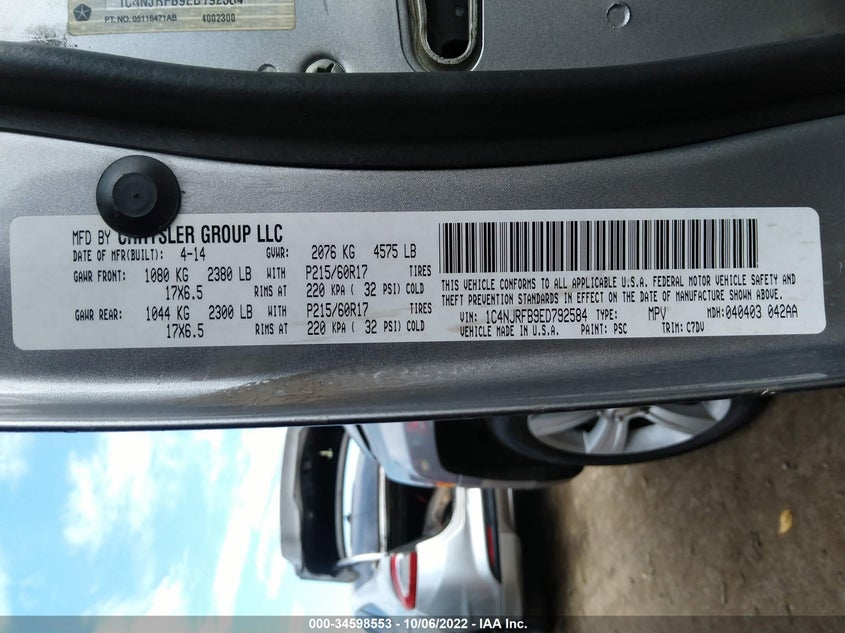 1C4NJRFB9ED792584
PT. NO. 05116471AB 4002300
MFD BY CHRYSLER GROUP LLC
DATE OF MFR(BUILT): 4-14 GVWR: 2076 KG 4575 LB
GAWR FRONT: 1080 KG 2380 LB WITH P215/60R17 TIRES
17X6.5 RIMS AT 220 KPA ( 32 PSI) COLD
GAWR REAR: 1044 KG 2300 LB WITH P215/60R17 TIRES
17X6.5 RIMS AT 220 KPA ( 32 PSI) COLD
THIS VEHICLE CONFORMS TO ALL APPLICABLE U.S.A. FEDERAL MOTOR VEHICLE SAFETY AND
THEFT PREVENTION STANDARDS IN EFFECT ON THE DATE OF MANUFACTURE SHOWN ABOVE.
VIN: 1C4NJRFB9ED792584 TYPE: MPV MDH:040403 042AA
VEHICLE MADE IN U.S.A. PAINT: PSC TRIM: C7DV
000-34598553 - 10/06/2022 - IAA Inc.